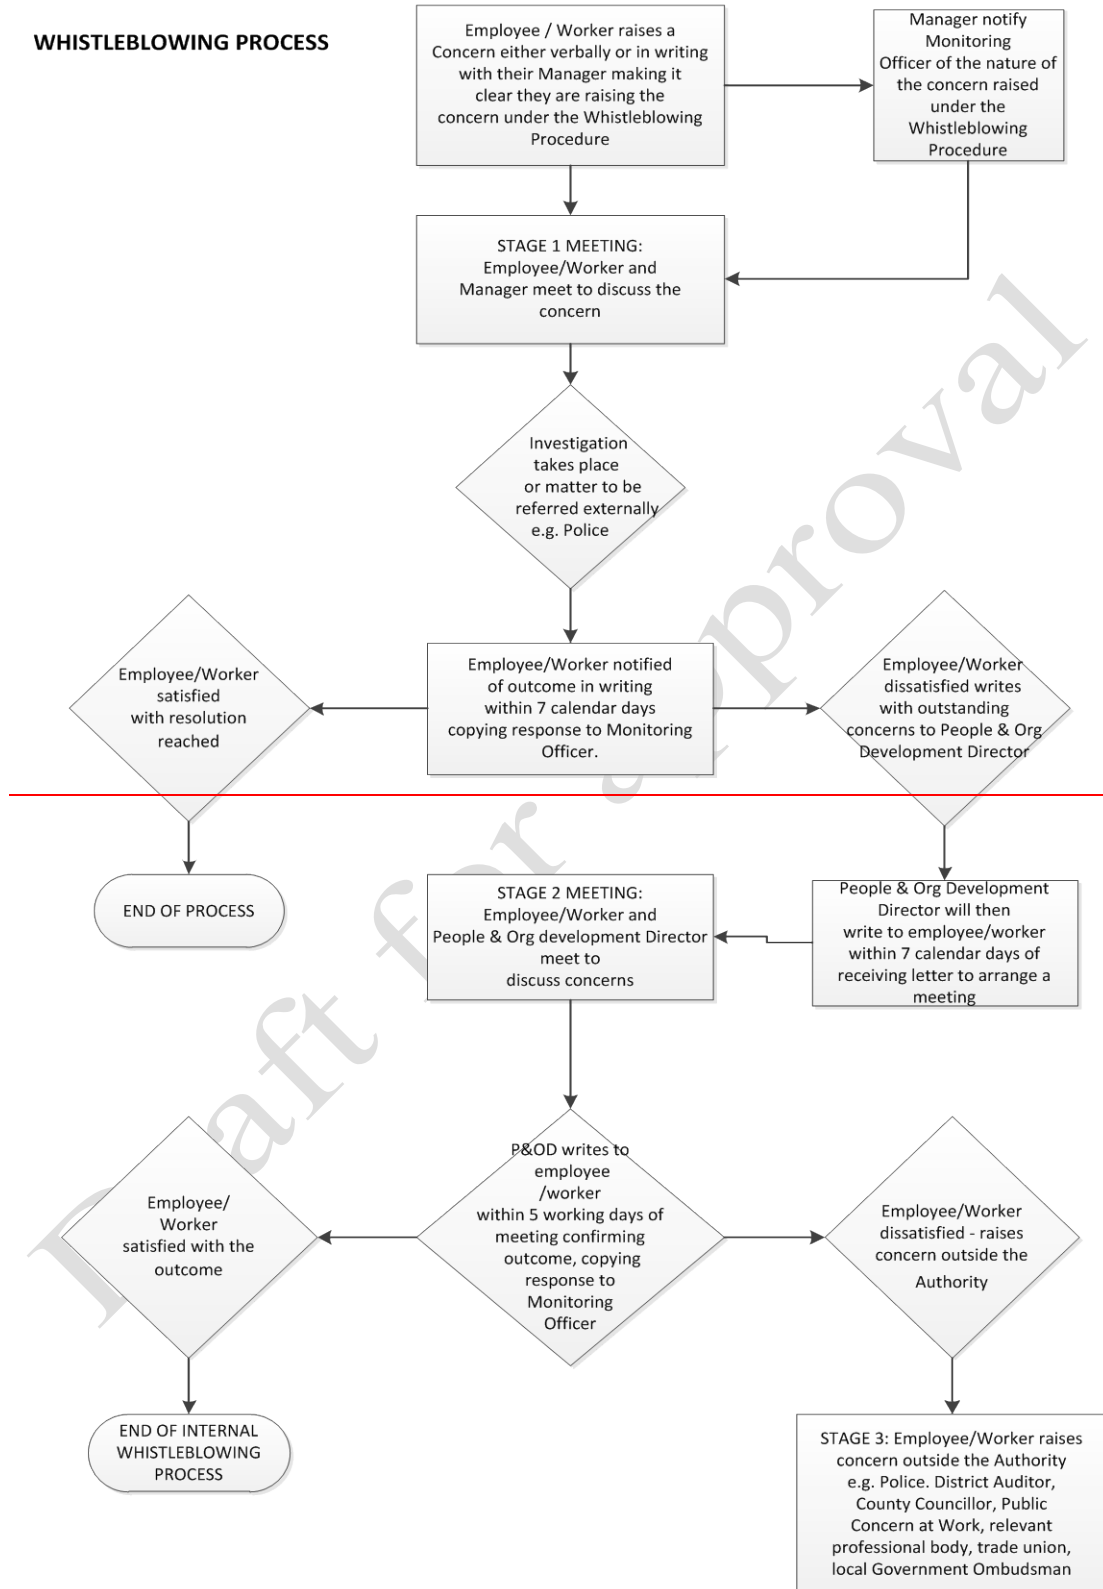 WHISTLEBLOWING PROCESS
Employee / Worker raises a
Concern either verbally or in writing
with their Manager making it
clear they are raising the
concern under the Whistleblowing
Procedure
Manager notify
Monitoring
Officer of the nature of
the concern raised
under the
Whistleblowing
Procedure
STAGE 1 MEETING:
Employee/Worker and
Manager meet to discuss the
concern
Investigation
takes place
or matter to be
referred externally
e.g. Police
Employee/Worker
satisfied
with resolution
reached
Employee/Worker notified
of outcome in writing
within 7 calendar days
copying response to Monitoring
Officer.
Employee/Worker
dissatisfied writes
with outstanding
concerns to People & Org
Development Director
END OF PROCESS
STAGE 2 MEETING:
Employee/Worker and
People & Org development Director
meet to
discuss concerns
People & Org Development
Director will then
write to employee/worker
within 7 calendar days of
receiving letter to arrange a
meeting
Employee/
Worker
satisfied with the
outcome
P&OD writes to
employee
/worker
within 5 working days of
meeting confirming
outcome, copying
response to
Monitoring
Officer
Employee/Worker
dissatisfied - raises
concern outside the
Authority
END OF INTERNAL
WHISTLEBLOWING
PROCESS
STAGE 3: Employee/Worker raises
concern outside the Authority
e.g. Police. District Auditor,
County Councillor, Public
Concern at Work, relevant
professional body, trade union,
local Government Ombudsman
Draft for approval